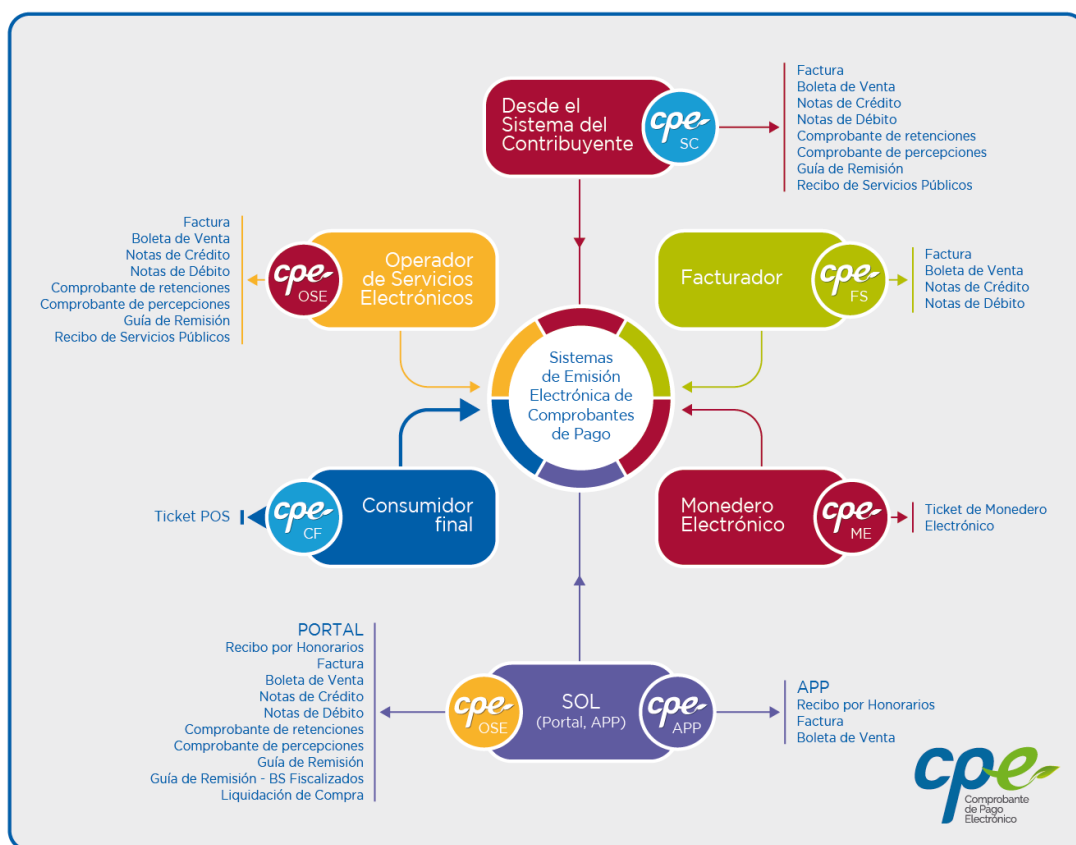 Desde el
Sistema del
Contribuyente
cpe
SC
Factura
Boleta de Venta
Notas de Crédito
Notas de Débito
Comprobante de retenciones
Comprobante de percepciones
Guía de Remisión
Recibo de Servicios Públicos
Factura
Boleta de Venta
Notas de Crédito
Notas de Débito
Comprobante de retenciones
Comprobante de percepciones
Guía de Remisión
Recibo de Servicios Públicos
cpe
OSE
Operador
de Servicios
Electrónicos
Facturador
cpe
FS
Factura
Boleta de Venta
Notas de Crédito
Notas de Débito
Sistemas
de Emisión
Electrónica de
Comprobantes
de Pago
Ticket POS
cpe
CF
Consumidor
final
Monedero
Electrónico
cpe
ME
Ticket de Monedero
Electrónico
PORTAL
Recibo por Honorarios
Factura
Boleta de Venta
Notas de Crédito
Notas de Débito
Comprobante de retenciones
Comprobante de percepciones
Guía de Remisión
Guía de Remisión - BS Fiscalizados
Liquidación de Compra
cpe
OSE
SOL
(Portal, APP)
cpe
APP
APP
Recibo por Honorarios
Factura
Boleta de Venta
cpe
Comprobante
de Pago
Electrónico